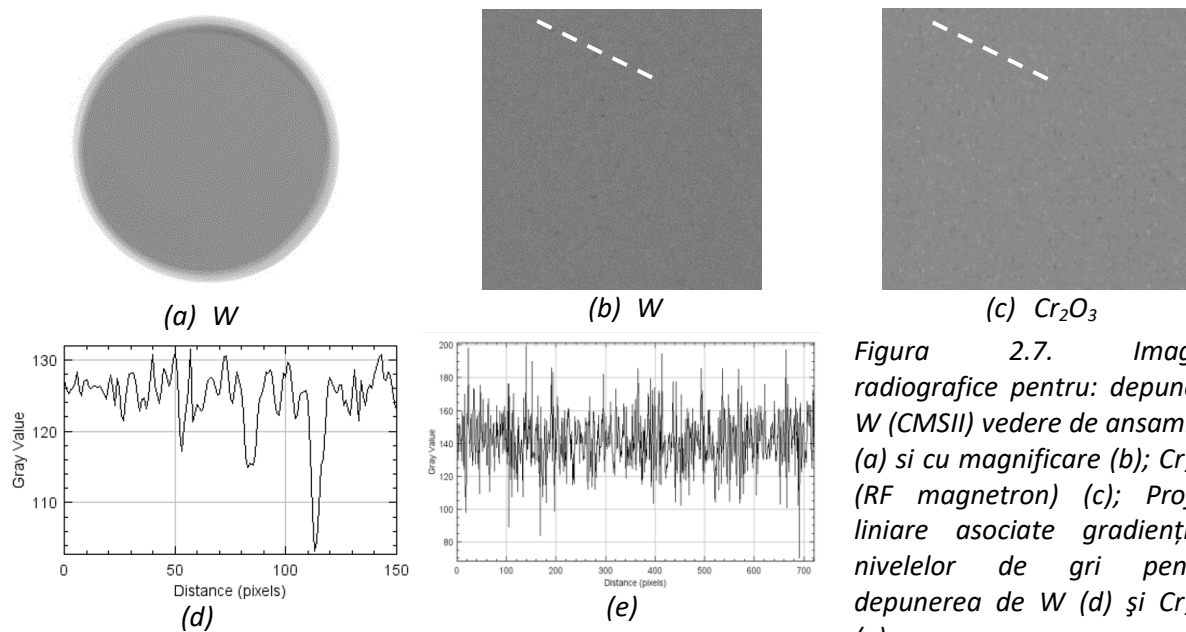 (a) W
(b) W
(c) Cr₂O₃
130
120
110
Gray Value
0 50 100 150
Distance (pixels)
(d)
200
180
160
140
120
100
80
Gray Value
0 100 200 300 400 500 600 700
Distance (pixels)
(e)
Figura 2.7. Imag
radiografice pentru: depune
W (CMSII) vedere de ansam
(a) si cu magnificare (b); Cr
(RF magnetron) (c); Prof
liniare asociate gradienți
nivelelor de gri pent
depunerea de W (d) şi Cr